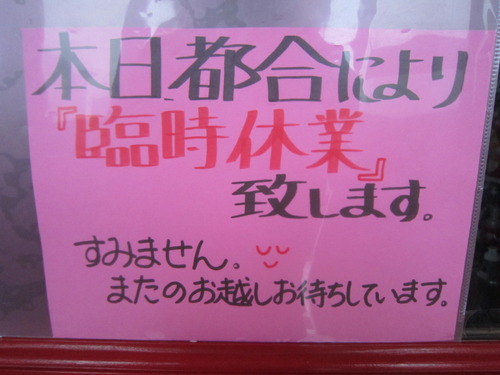 本日都合により
『臨時休業』
致します。
すみません。
またのお越しお待ちしています。